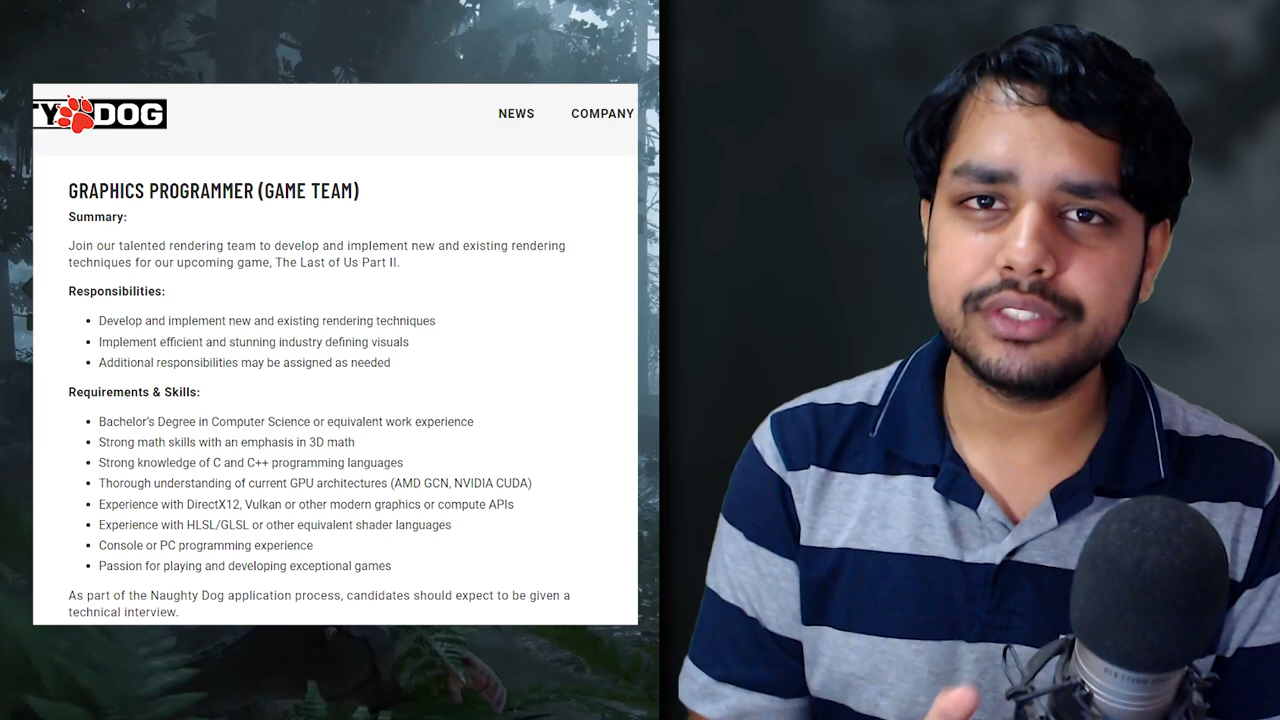 TY DOG
NEWS COMPANY
GRAPHICS PROGRAMMER (GAME TEAM)
Summary:
Join our talented rendering team to develop and implement new and existing rendering
techniques for our upcoming game, The Last of Us Part II.
Responsibilities:
Develop and implement new and existing rendering techniques
Implement efficient and stunning industry defining visuals
Additional responsibilities may be assigned as needed
Requirements & Skills:
Bachelor's Degree in Computer Science or equivalent work experience
Strong math skills with an emphasis in 3D math
Strong knowledge of C and C++ programming languages
Thorough understanding of current GPU architectures (AMD GCN, NVIDIA CUDA)
Experience with DirectX12, Vulkan or other modern graphics or compute APIs
Experience with HLSL/GLSL or other equivalent shader languages
Console or PC programming experience
Passion for playing and developing exceptional games
As part of the Naughty Dog application process, candidates should expect to be given a
technical interview.